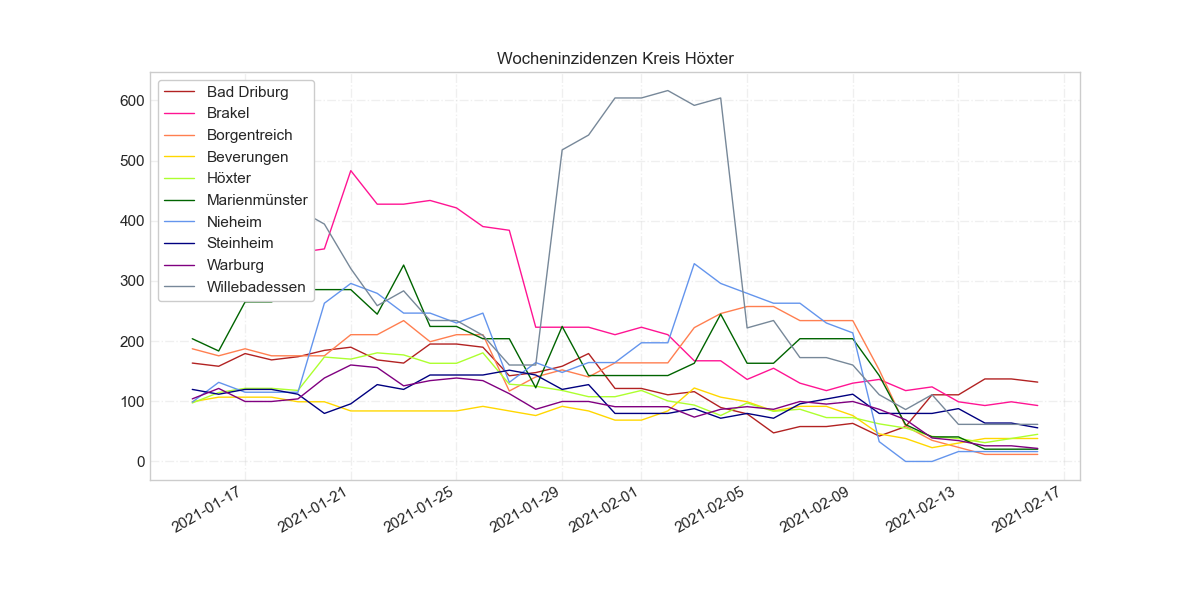 Wocheninzidenzen Kreis Höxter
Bad Driburg
Brakel
Borgentreich
Beverungen
Höxter
Marienmünster
Nieheim
Steinheim
Warburg
Willebadessen
600
500
400
300
200
100
0
2021-01-17
2021-01-21
2021-01-25
2021-01-29
2021-02-01
2021-02-05
2021-02-09
2021-02-13
2021-02-17